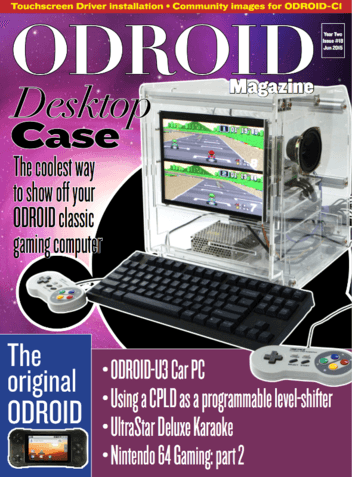 Touchscreen Driver installation • Community images for ODROID-C1
ODROID
Year Two
Issue #18
Jun 2015
Magazine
Desktop
Case
The coolest way
to show off your
ODROID classic
gaming computer
The
original
ODROID
• ODROID-U3 Car PC
• Using a CPLD as a programmable level-shifter
• UltraStar Deluxe Karaoke
• Nintendo 64 Gaming: part 2